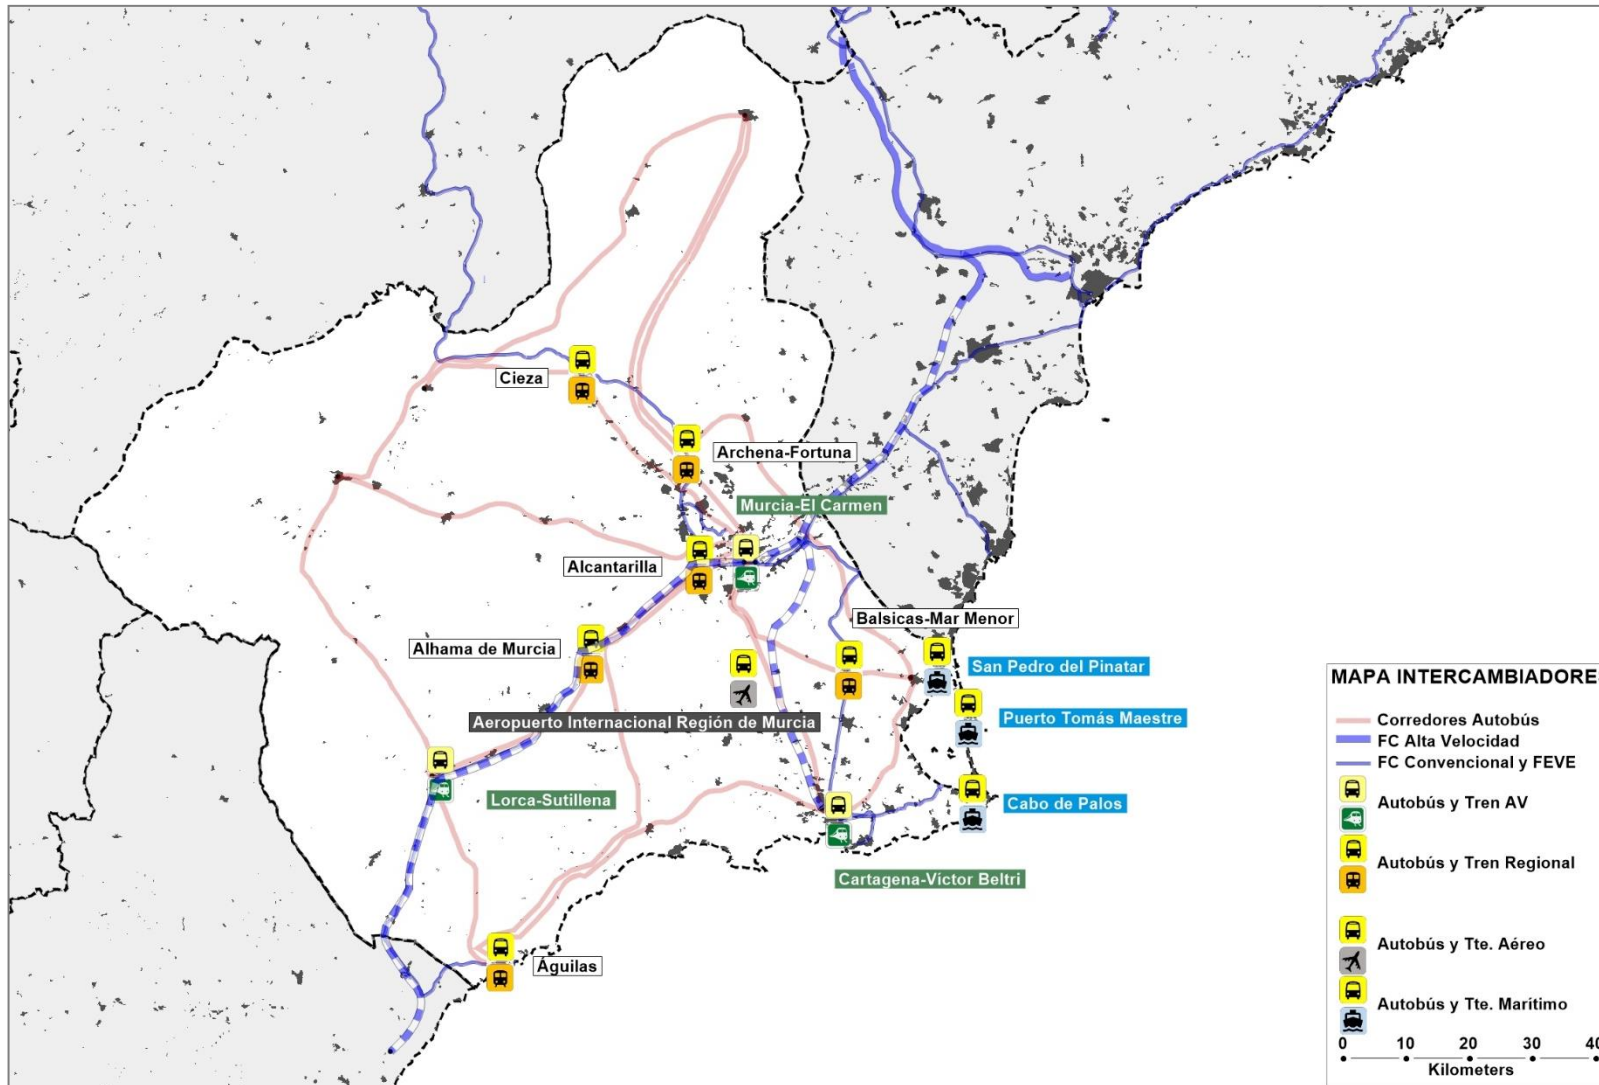 Cieza
Archena-Fortuna
Murcia-El Carmen
Alcantarilla
Balsicas-Mar Menor
Alhama de Murcia
San Pedro del Pinatar
Puerto Tomás Maestre
Aeropuerto Internacional Región de Murcia
Lorca-Sutillena
Cabo de Palos
Cartagena-Victor Beltri
Águilas
MAPA INTERCAMBIADORES
Corredores Autobús
FC Alta Velocidad
FC Convencional y FEVE
Autobús y Tren AV
Autobús y Tren Regional
Autobús y Tte. Aéreo
Autobús y Tte. Marítimo
0 10 20 30 40
Kilometers